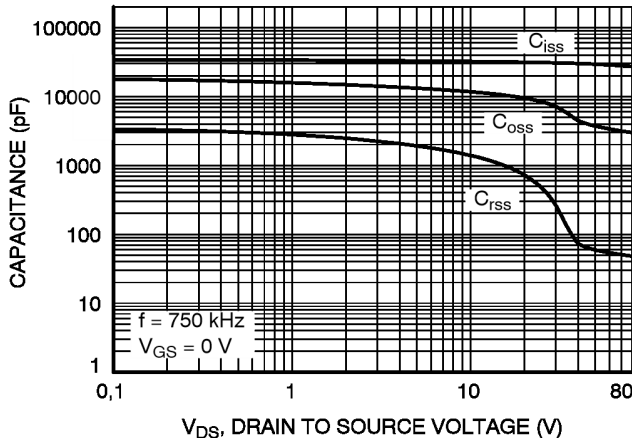 100000
10000
1000
100
10
1
CAPACITANCE (pF)
Ciss
Coss
Crss
f = 750 kHz
VGS = 0 V
0,1
1
10
80
VDS, DRAIN TO SOURCE VOLTAGE (V)